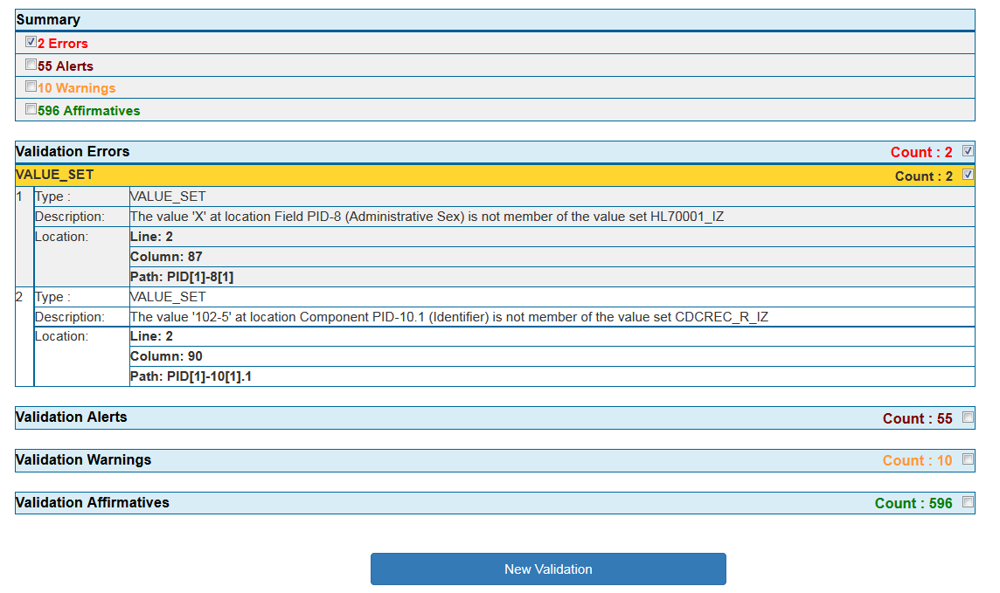 Summary
2 Errors
55 Alerts
10 Warnings
596 Affirmatives
Validation Errors Count : 2
VALUE_SET Count : 2
1 Type : VALUE_SET
Description: The value 'X' at location Field PID-8 (Administrative Sex) is not member of the value set HL70001_IZ
Location: Line: 2
Column: 87
Path: PID[1]-8[1]
2 Type : VALUE_SET
Description: The value '102-5' at location Component PID-10.1 (Identifier) is not member of the value set CDCREC_R_IZ
Location: Line: 2
Column: 90
Path: PID[1]-10[1].1
Validation Alerts Count : 55
Validation Warnings Count : 10
Validation Affirmatives Count : 596
New Validation